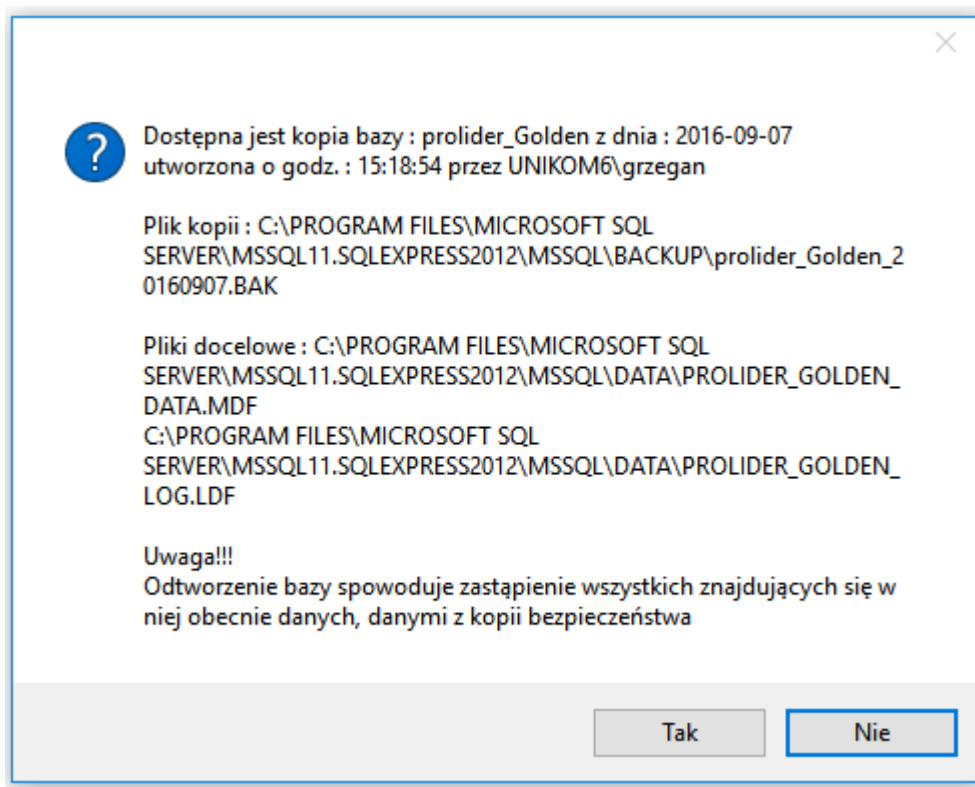 Dostępna jest kopia bazy : prolider_Golden z dnia : 2016-09-07
utworzona o godz. : 15:18:54 przez UNIKOM6\grzegan
Plik kopii : C:\PROGRAM FILES\MICROSOFT SQL
SERVER\MSSQL11.SQLEXPRESS2012\MSSQL\BACKUP\prolider_Golden_2
0160907.BAK
Pliki docelowe : C:\PROGRAM FILES\MICROSOFT SQL
SERVER\MSSQL11.SQLEXPRESS2012\MSSQL\DATA\PROLIDER_GOLDEN_
DATA.MDF
C:\PROGRAM FILES\MICROSOFT SQL
SERVER\MSSQL11.SQLEXPRESS2012\MSSQL\DATA\PROLIDER_GOLDEN_
LOG.LDF
Uwaga!!!
Odtworzenie bazy spowoduje zastąpienie wszystkich znajdujących się w
niej obecnie danych, danymi z kopii bezpieczeństwa
Tak
Nie